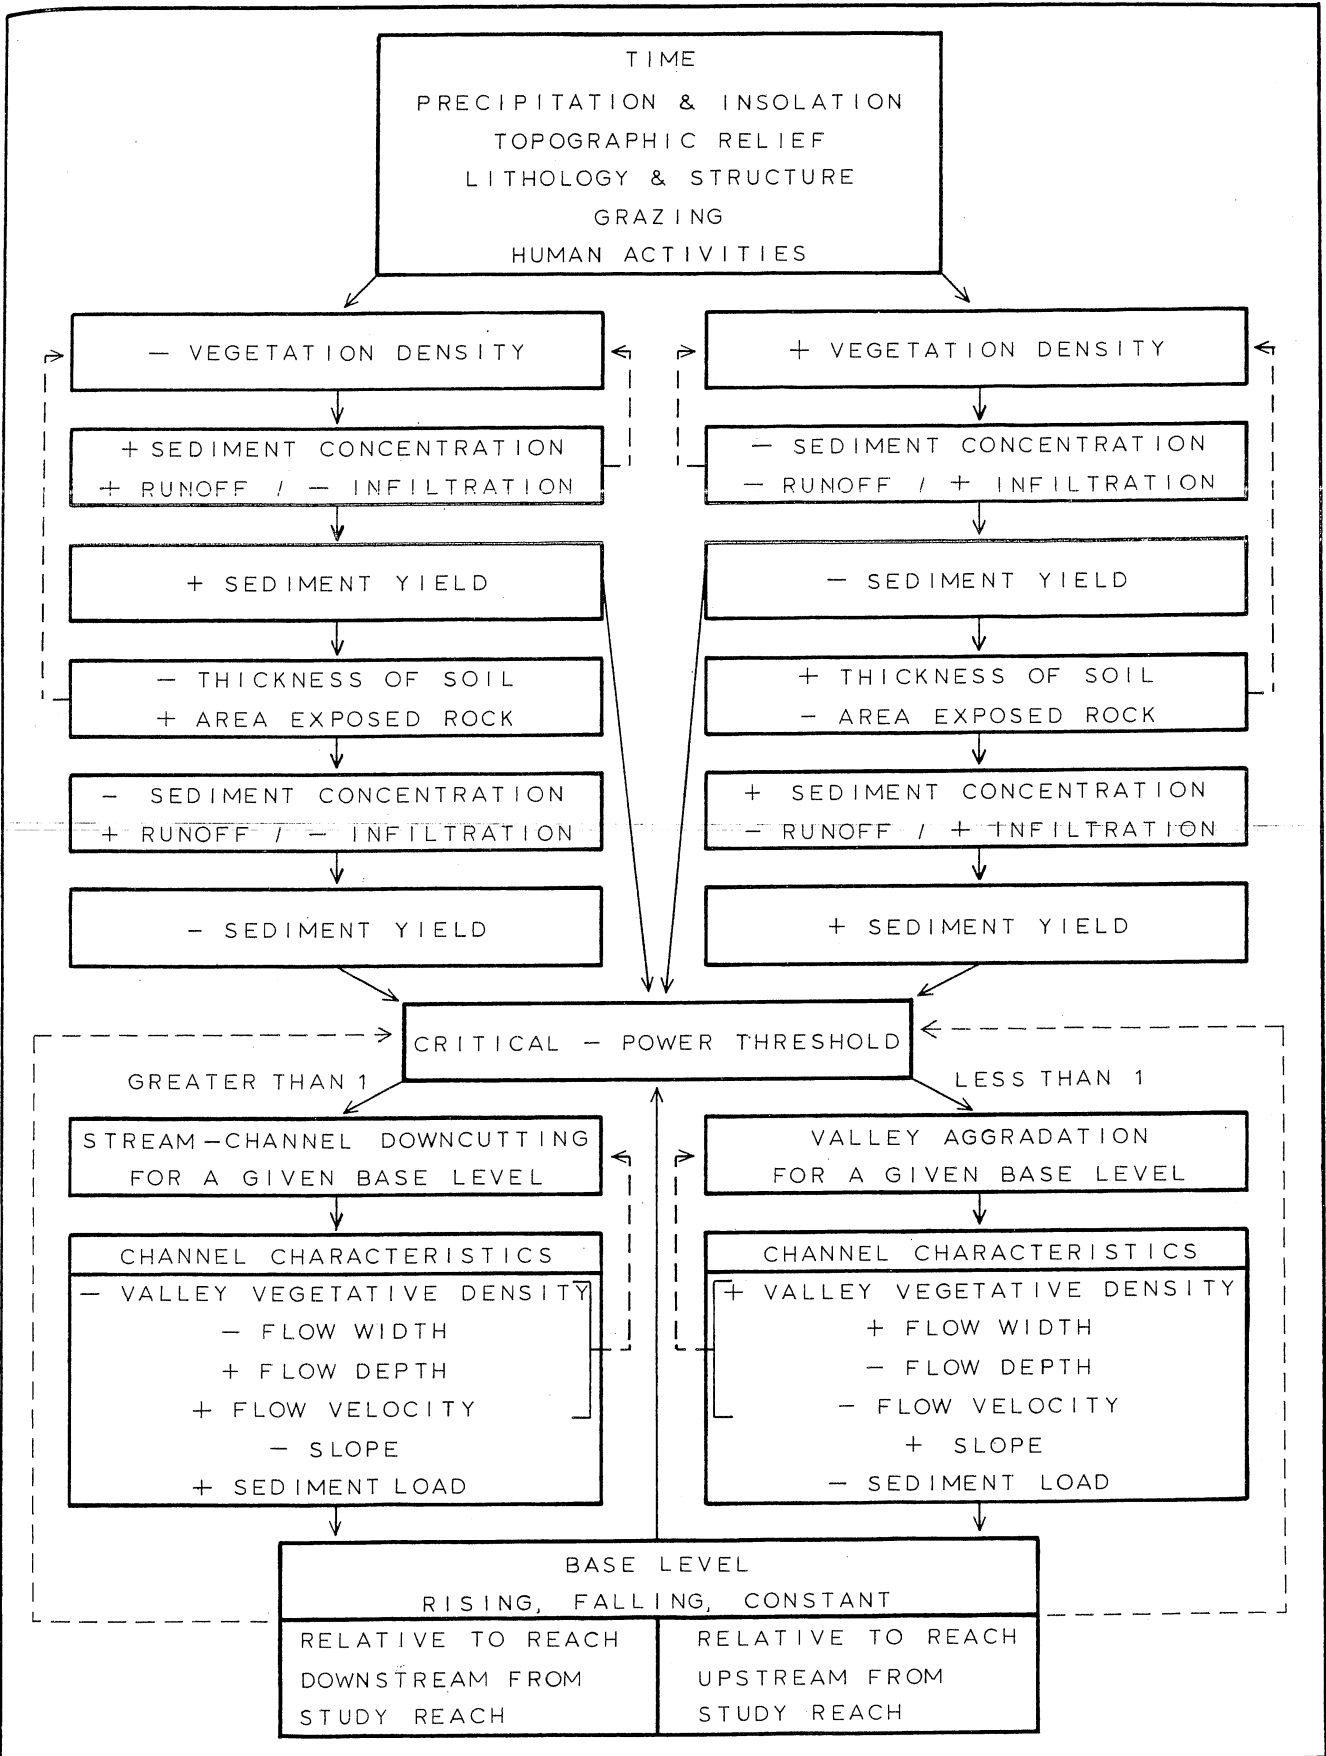 TIME
PRECIPITATION & INSOLATION
TOPOGRAPHIC RELIEF
LITHOLOGY & STRUCTURE
GRAZING
HUMAN ACTIVITIES
− VEGETATION DENSITY
+ SEDIMENT CONCENTRATION
+ RUNOFF / − INFILTRATION
+ SEDIMENT YIELD
− THICKNESS OF SOIL
+ AREA EXPOSED ROCK
− SEDIMENT CONCENTRATION
+ RUNOFF / − INFILTRATION
− SEDIMENT YIELD
+ VEGETATION DENSITY
− SEDIMENT CONCENTRATION
− RUNOFF / + INFILTRATION
− SEDIMENT YIELD
+ THICKNESS OF SOIL
− AREA EXPOSED ROCK
+ SEDIMENT CONCENTRATION
− RUNOFF / + INFILTRATION
+ SEDIMENT YIELD
CRITICAL − POWER THRESHOLD
GREATER THAN 1
LESS THAN 1
STREAM−CHANNEL DOWNCUTTING
FOR A GIVEN BASE LEVEL
CHANNEL CHARACTERISTICS
− VALLEY VEGETATIVE DENSITY
− FLOW WIDTH
+ FLOW DEPTH
+ FLOW VELOCITY
− SLOPE
+ SEDIMENT LOAD
VALLEY AGGRADATION
FOR A GIVEN BASE LEVEL
CHANNEL CHARACTERISTICS
+ VALLEY VEGETATIVE DENSITY
+ FLOW WIDTH
− FLOW DEPTH
− FLOW VELOCITY
+ SLOPE
− SEDIMENT LOAD
BASE LEVEL
RISING, FALLING, CONSTANT
RELATIVE TO REACH
DOWNSTREAM FROM
STUDY REACH
RELATIVE TO REACH
UPSTREAM FROM
STUDY REACH